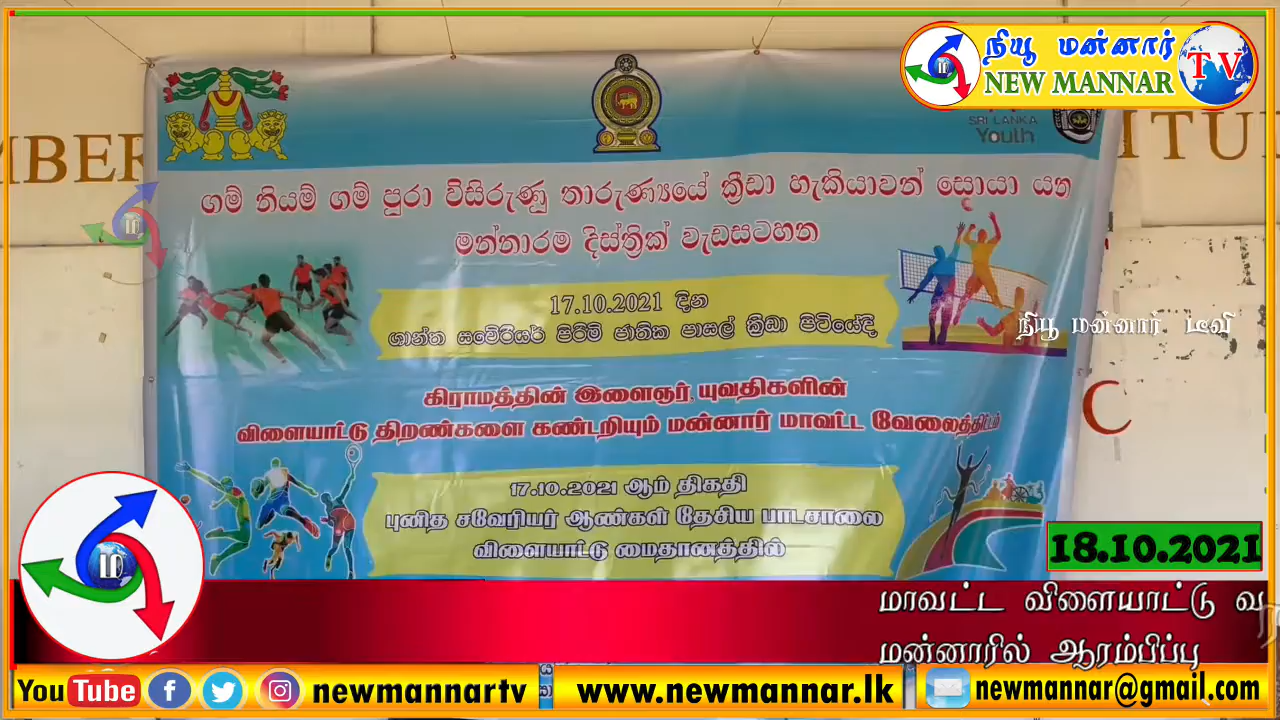 நியூ மன்னார்
NEW MANNAR
TV
SRI LANKA
Youth
MBER
ITU
ගම් නියම් ගම් පුරා විසිරුණු තාරුණ්‍යයේ ක්‍රීඩා හැකියාවන් සොයා යන
මන්නාරම දිස්ත්‍රික් වැඩසටහන
17.10.2021 දින
ශාන්ත සවේරියර් පිරිමි ජාතික පාසල් ක්‍රීඩා පිටියේදී
நியூ மன்னார் டீவி
கிராமத்தின் இளைஞர், யுவதிகளின்
விளையாட்டு திறண்களை கண்டறியும் மன்னார் மாவட்ட வேலைத்திட்டம்
C
17.10.2021 ஆம் திகதி
புனித சவேரியர் ஆண்கள் தேசிய பாடசாலை
விளையாட்டு மைதானத்தில்
18.10.2021
மாவட்ட விளையாட்டு வ
மன்னாரில் ஆரம்பிப்பு
YouTube newmannartv www.newmannar.lk newmannar@gmail.com